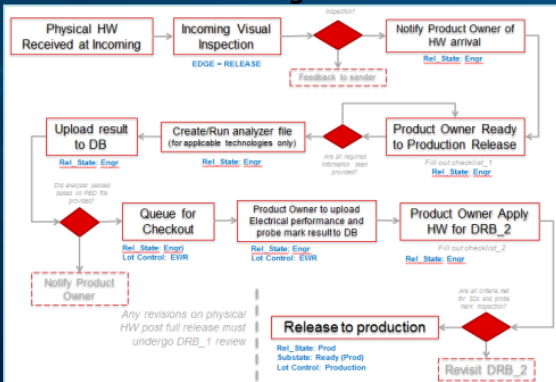 inspection?
Physical HW
Received at Incoming
Incoming Visual
Inspection
Notify Product Owner of
HW arrival
EDGE = RELEASE
Rel_State: Engr
Feedback to sender
Upload result
to DB
Create/Run analyzer file
(for applicable technologies only)
Product Owner Ready
to Production Release
Rel_State: Engr
Rel_State: Engr
Are all required
information been
provided?
Fill out checklist_1
Rel_State: Engr
Did analyzer passed
based on PBD file
provided?
Queue for
Checkout
Product Owner to upload
Electrical performance and
probe mark result to DB
Product Owner Apply
HW for DRB_2
Rel_State: Engr)
Lot Control: EWR
Rel_State: Engr
Lot Control: EWR
Fill out checklist_2
Rel_State: Engr
Notify Product
Owner
Any revisions on physical
HW post full release must
undergo DRB_1 review
Are all criteria met
for and probe
mark inspection?
Release to production
Rel_State: Prod
Substate: Ready (Prod)
Lot Control: Production
Revisit DRB_2